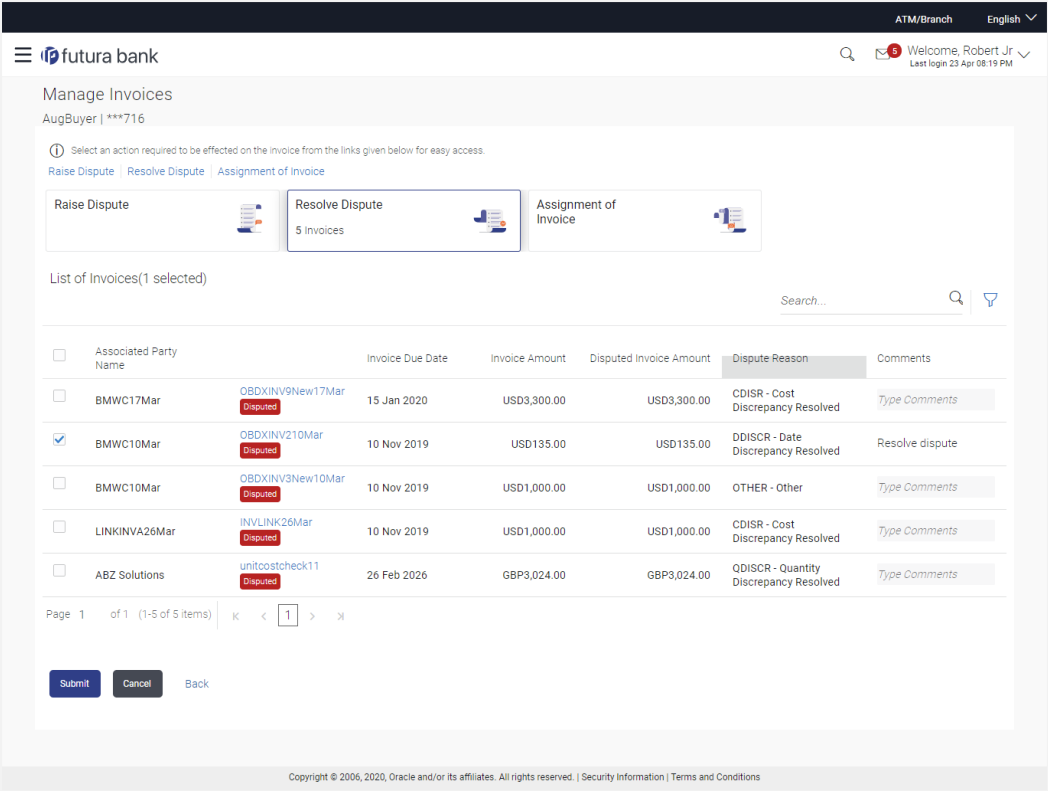 ATM/Branch English
futura bank
5
Welcome, Robert Jr
Last login 23 Apr 08:19 PM
Manage Invoices
AugBuyer | ***716
Select an action required to be effected on the invoice from the links given below for easy access.
Raise Dispute Resolve Dispute Assignment of Invoice
Raise Dispute
Resolve Dispute
5 Invoices
Assignment of
Invoice
List of Invoices(1 selected)
Search...
Associated Party
Name
Invoice Due Date
Invoice Amount
Disputed Invoice Amount
Dispute Reason
Comments
BMWC17Mar
OBDXINV9New17Mar
Disputed
15 Jan 2020
USD3,300.00
USD3,300.00
CDISR - Cost
Discrepancy Resolved
Type Comments
BMWC10Mar
OBDXINV210Mar
Disputed
10 Nov 2019
USD135.00
USD135.00
DDISCR - Date
Discrepancy Resolved
Resolve dispute
BMWC10Mar
OBDXINV3New10Mar
Disputed
10 Nov 2019
USD1,000.00
USD1,000.00
OTHER - Other
Type Comments
LINKINVA26Mar
INVLINK26Mar
Disputed
10 Nov 2019
USD1,000.00
USD1,000.00
CDISR - Cost
Discrepancy Resolved
Type Comments
ABZ Solutions
unitcostcheck11
Disputed
26 Feb 2026
GBP3,024.00
GBP3,024.00
QDISCR - Quantity
Discrepancy Resolved
Type Comments
Page 1 of 1 (1-5 of 5 items) 1
Submit Cancel Back
Copyright © 2006, 2020, Oracle and/or its affiliates. All rights reserved. | Security Information | Terms and Conditions